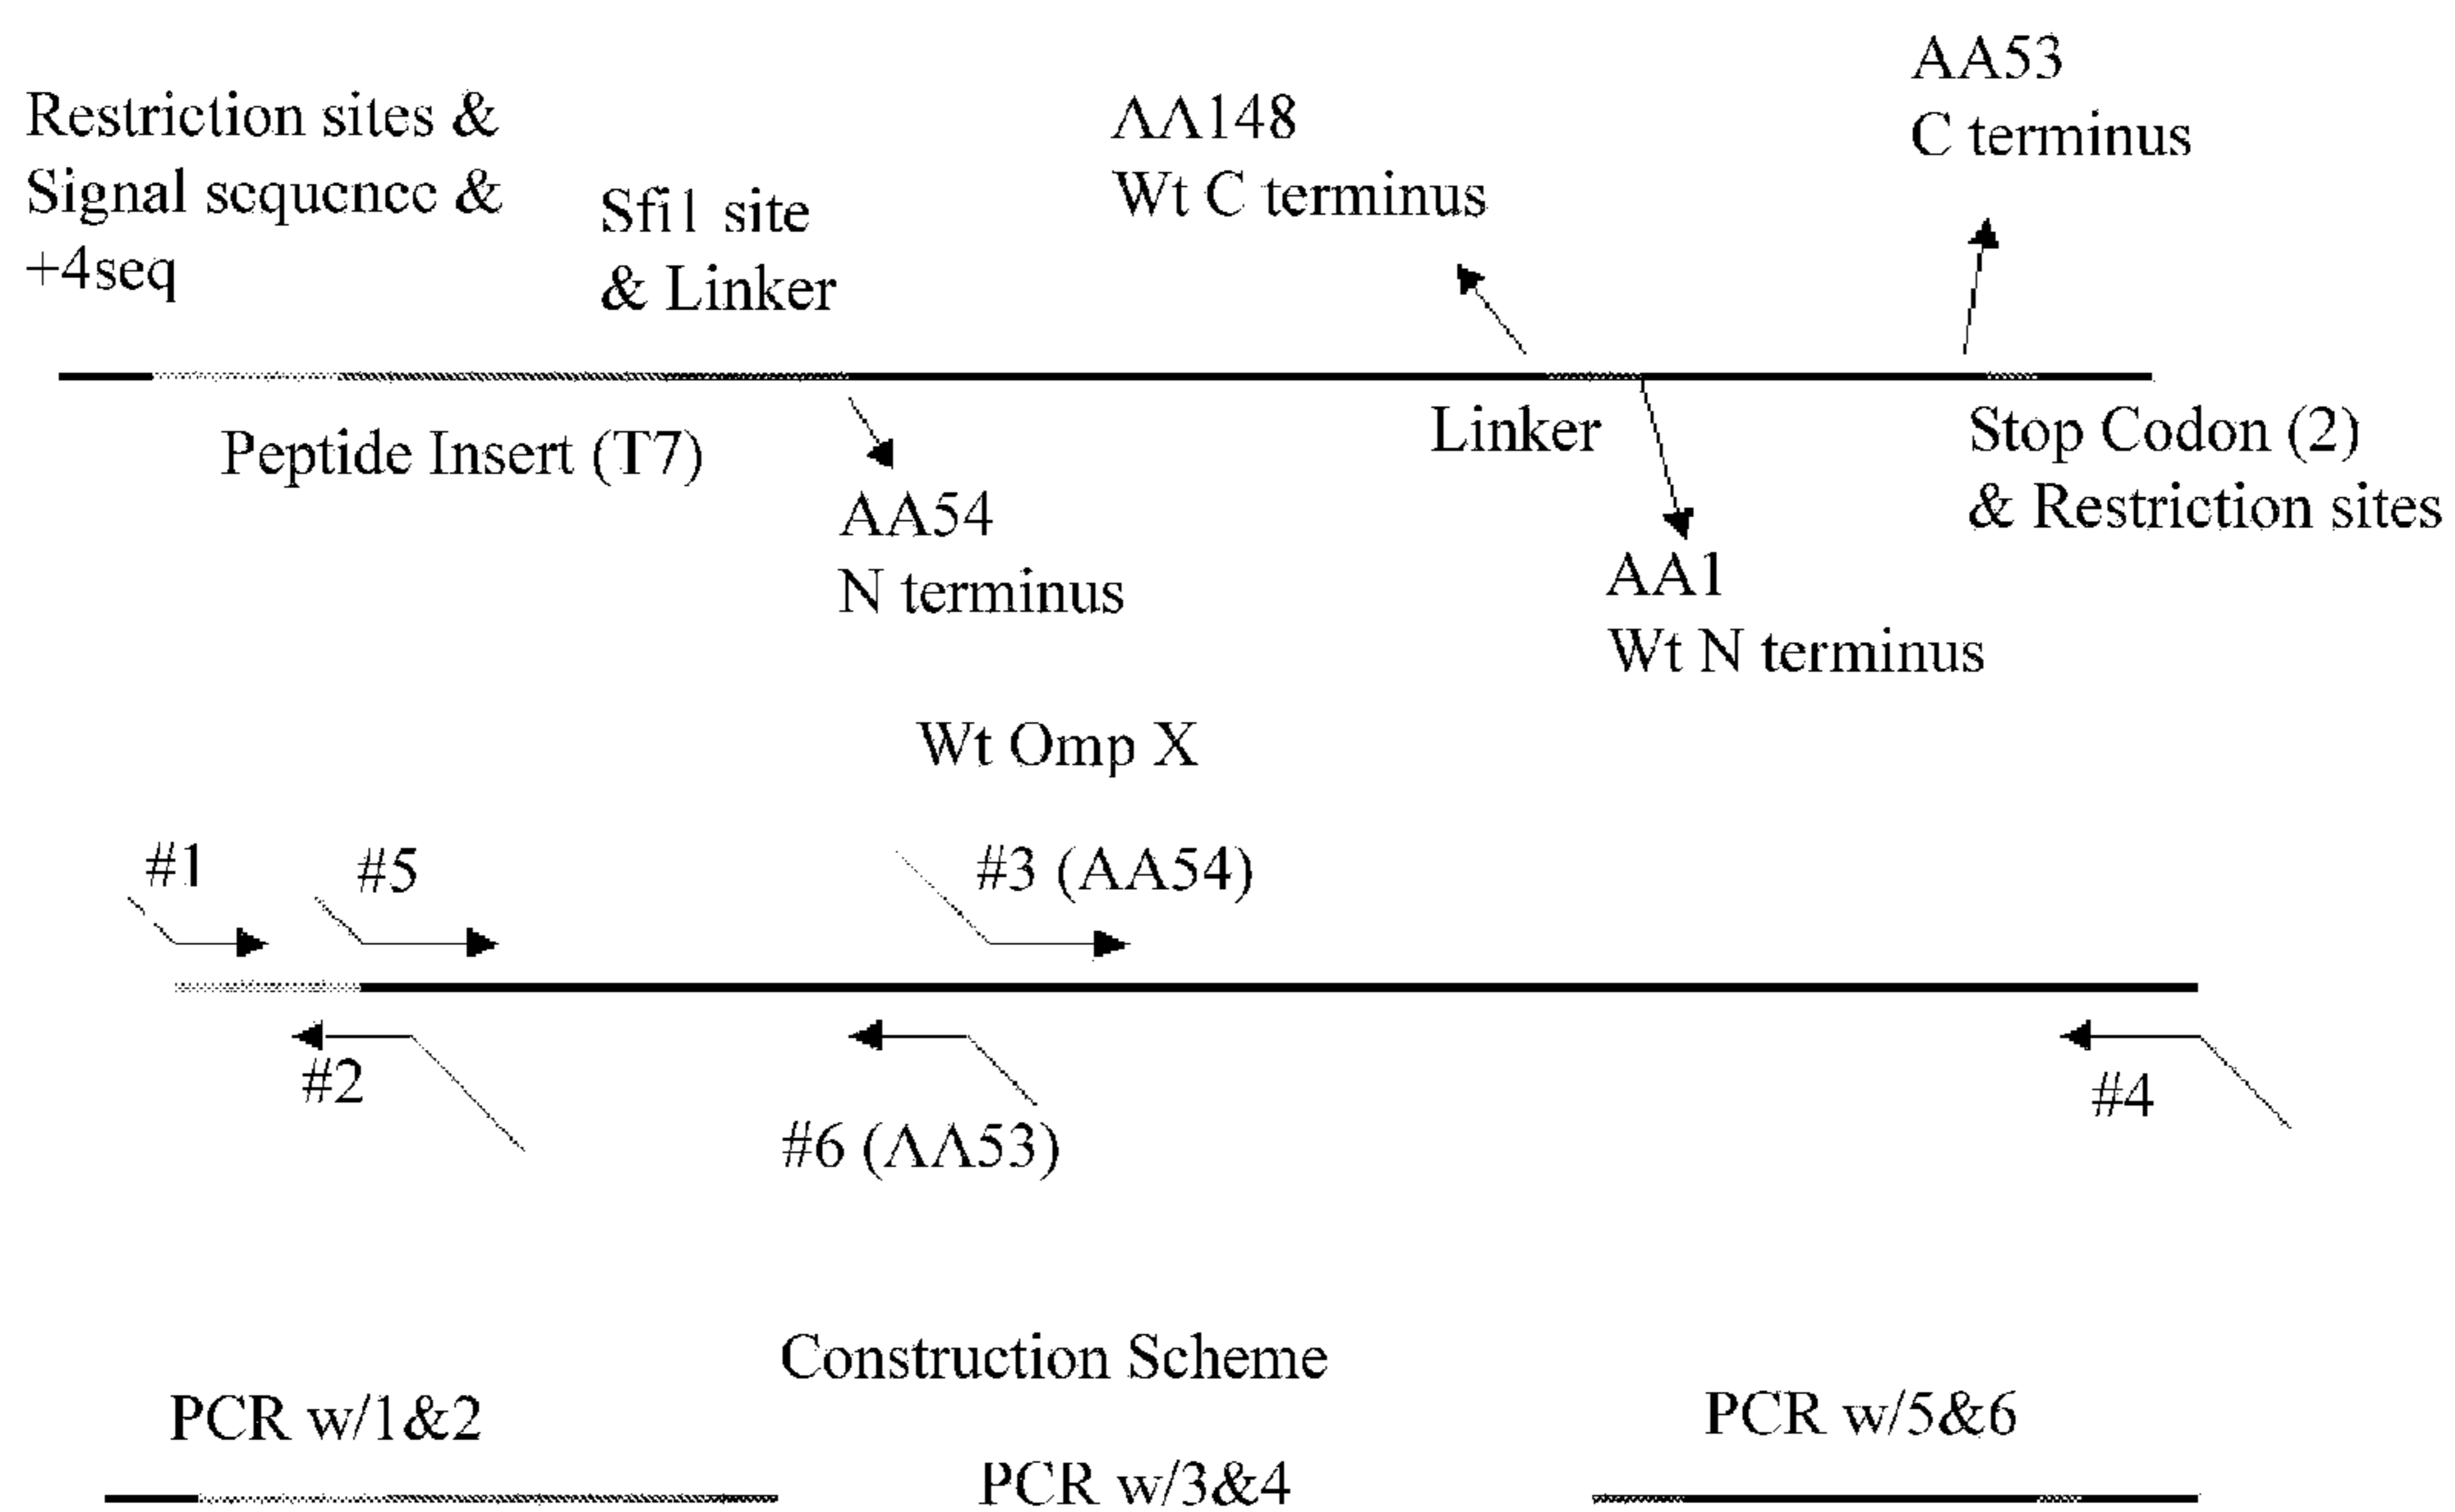 Restriction sites &
Signal sequence &
+4seq
Sfi1 site
& Linker
AA148
Wt C terminus
AA53
C terminus
Peptide Insert (T7)
AA54
N terminus
Linker
AA1
Wt N terminus
Stop Codon (2)
& Restriction sites
Wt Omp X
#1
#5
#3 (AA54)
#2
#6 (AA53)
#4
Construction Scheme
PCR w/1&2
PCR w/3&4
PCR w/5&6